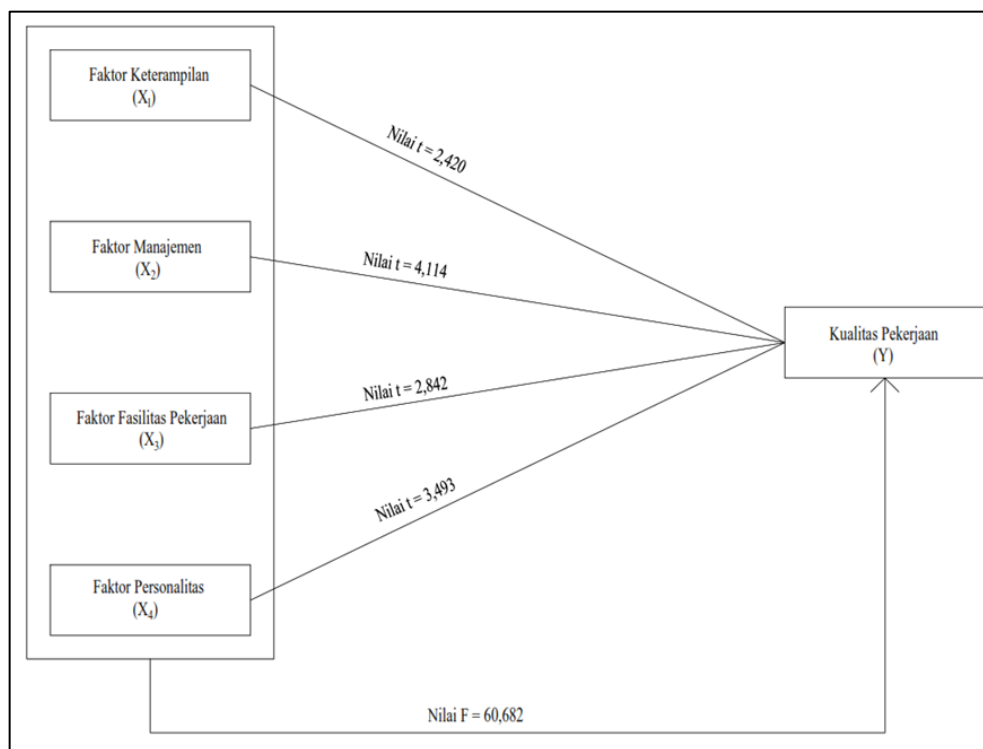 Faktor Keterampilan
(X₁)
Nilai t = 2,420
Faktor Manajemen
(X₂)
Nilai t = 4,114
Kualitas Pekerjaan
(Y)
Faktor Fasilitas Pekerjaan
(X₃)
Nilai t = 2,842
Nilai t = 3,493
Faktor Personalitas
(X₄)
Nilai F = 60,682